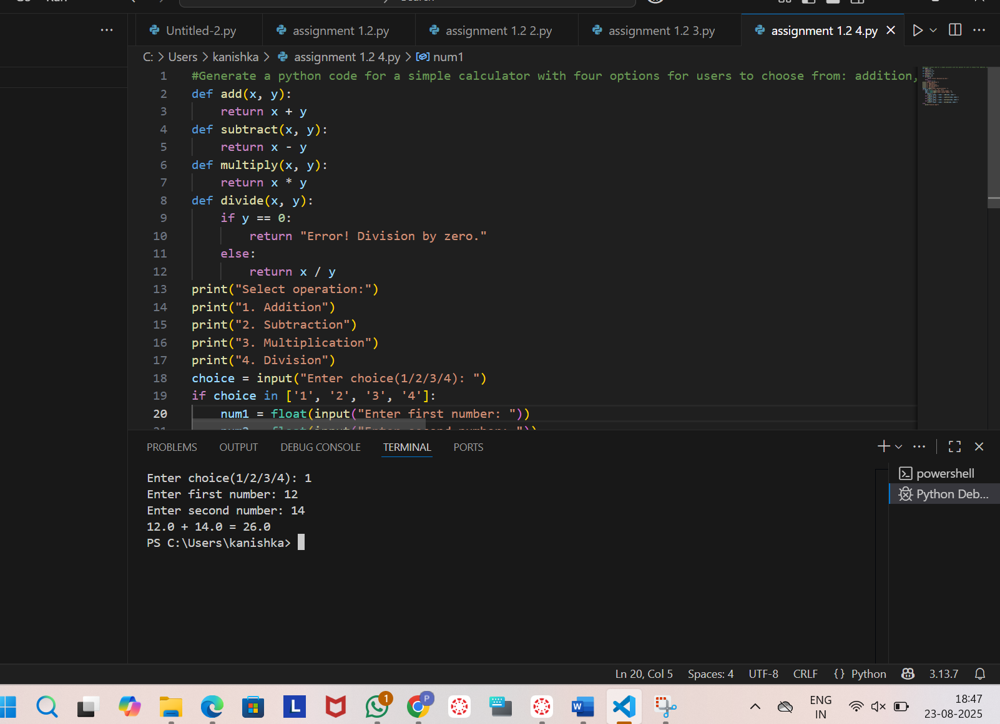 Search
Untitled-2.py
assignment 1.2.py
assignment 1.2 2.py
assignment 1.2 3.py
assignment 1.2 4.py
C: > Users > kanishka > assignment 1.2 4.py > num1
1 #Generate a python code for a simple calculator with four options for users to choose from: addition,
2 def add(x, y):
3 return x + y
4 def subtract(x, y):
5 return x - y
6 def multiply(x, y):
7 return x * y
8 def divide(x, y):
9 if y == 0:
10 return "Error! Division by zero."
11 else:
12 return x / y
13 print("Select operation:")
14 print("1. Addition")
15 print("2. Subtraction")
16 print("3. Multiplication")
17 print("4. Division")
18 choice = input("Enter choice(1/2/3/4): ")
19 if choice in ['1', '2', '3', '4']:
20 num1 = float(input("Enter first number: "))
21 num2 = float(input("Enter second number: "))
PROBLEMS OUTPUT DEBUG CONSOLE TERMINAL PORTS
Enter choice(1/2/3/4): 1
Enter first number: 12
Enter second number: 14
12.0 + 14.0 = 26.0
PS C:\Users\kanishka>
powershell
Python Deb...
Ln 20, Col 5 Spaces: 4 UTF-8 CRLF {} Python 3.13.7
L
1
P
W
ENG
IN
18:47
23-08-2025